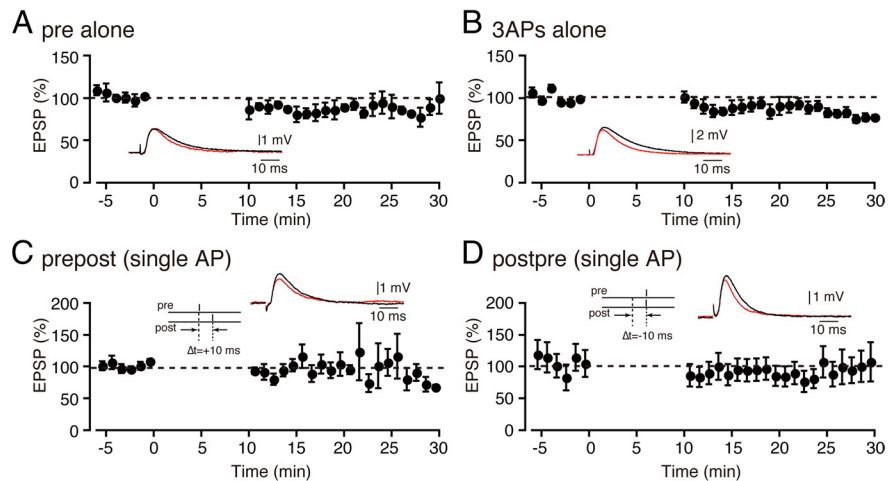 A pre alone
150
100
50
0
EPSP (%)
1 mV
10 ms
-5 0 5 10 15 20 25 30
Time (min)
B 3APs alone
150
100
50
0
EPSP (%)
2 mV
10 ms
-5 0 5 10 15 20 25 30
Time (min)
C prepost (single AP)
200
150
100
50
0
EPSP (%)
pre
post
Δt=+10 ms
1 mV
10 ms
-5 0 5 10 15 20 25 30
Time (min)
D postpre (single AP)
200
150
100
50
0
EPSP (%)
pre
post
Δt=-10 ms
1 mV
10 ms
-5 0 5 10 15 20 25 30
Time (min)